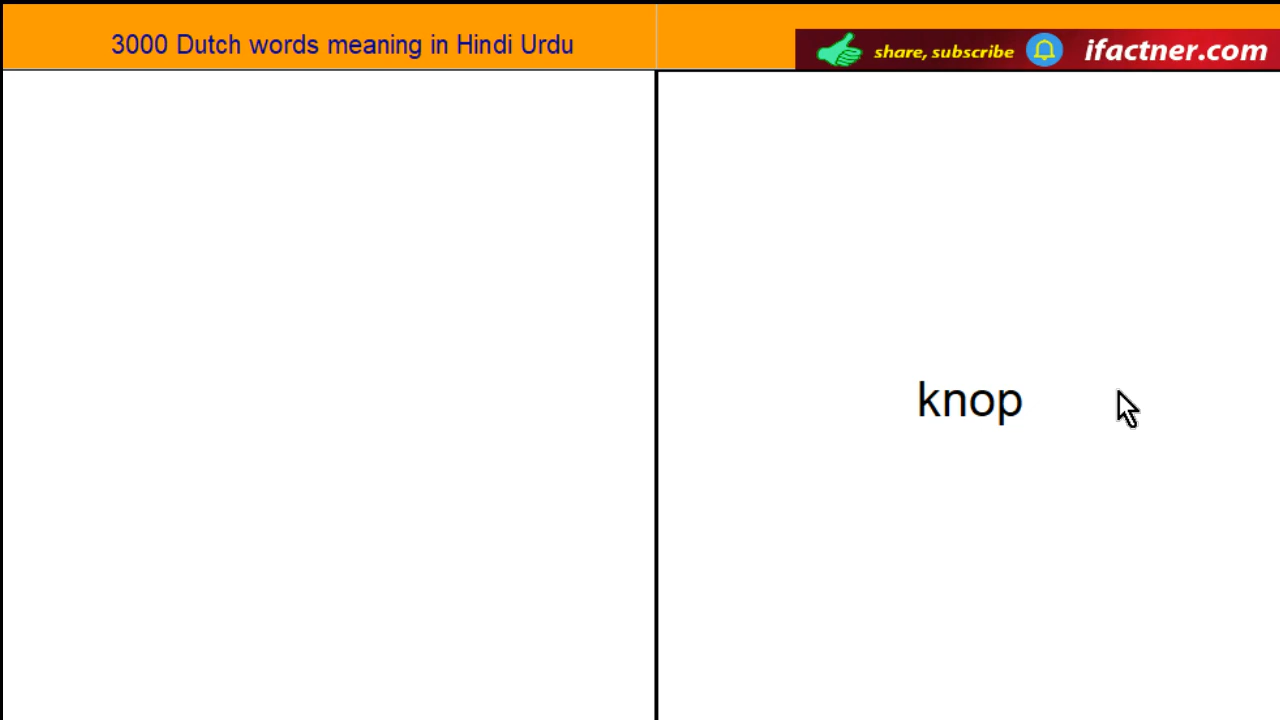 3000 Dutch words meaning in Hindi Urdu
share, subscribe ifactner.com
knop